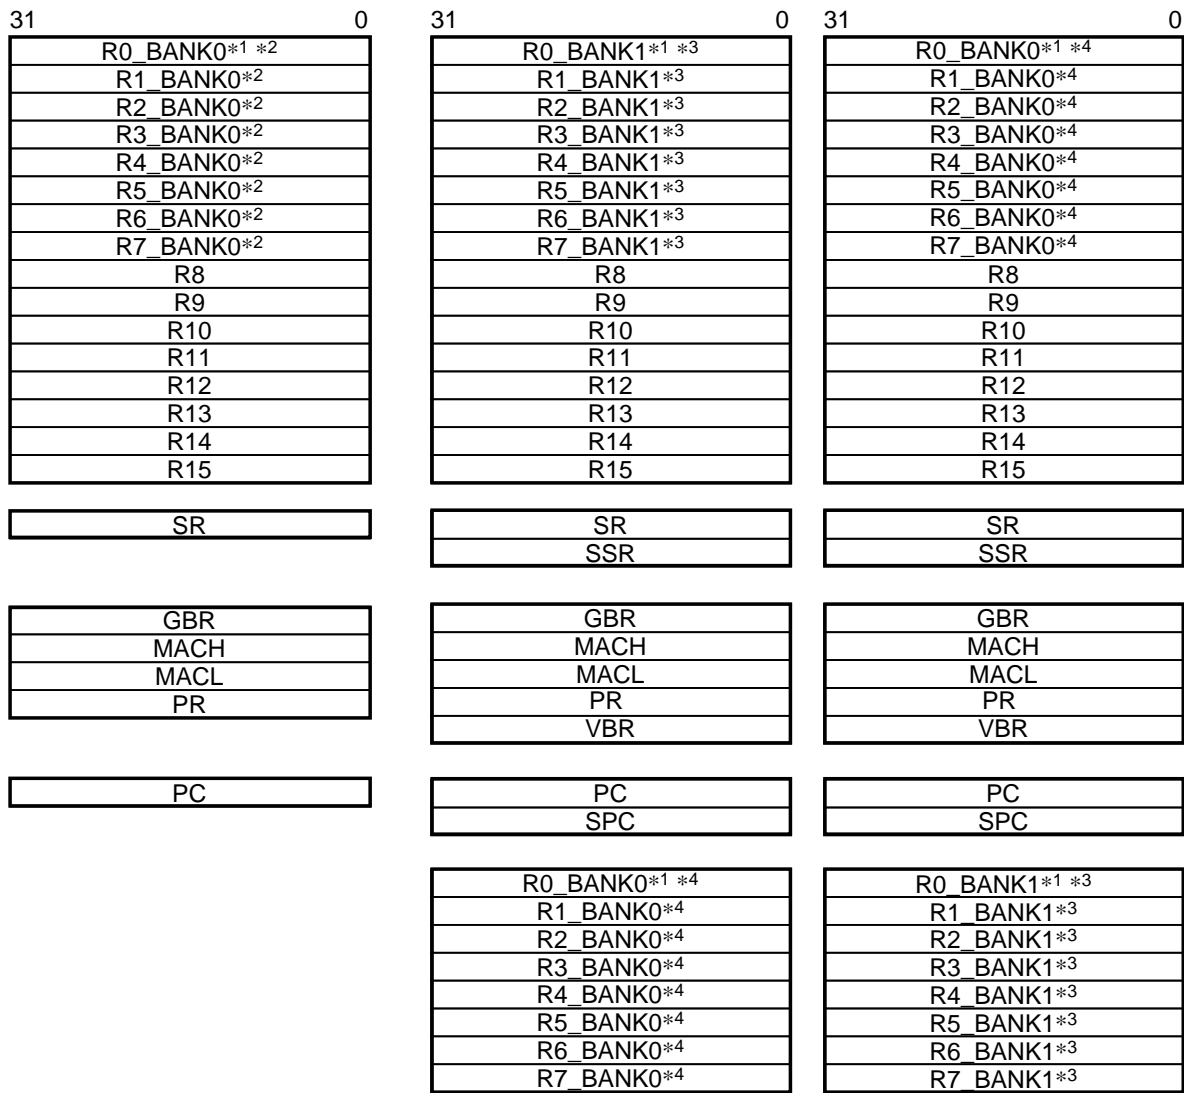 31 0
R0_BANK0*1 *2
R1_BANK0*2
R2_BANK0*2
R3_BANK0*2
R4_BANK0*2
R5_BANK0*2
R6_BANK0*2
R7_BANK0*2
R8
R9
R10
R11
R12
R13
R14
R15
SR
GBR
MACH
MACL
PR
PC
31 0
R0_BANK1*1 *3
R1_BANK1*3
R2_BANK1*3
R3_BANK1*3
R4_BANK1*3
R5_BANK1*3
R6_BANK1*3
R7_BANK1*3
R8
R9
R10
R11
R12
R13
R14
R15
SR
SSR
GBR
MACH
MACL
PR
VBR
PC
SPC
R0_BANK0*1 *4
R1_BANK0*4
R2_BANK0*4
R3_BANK0*4
R4_BANK0*4
R5_BANK0*4
R6_BANK0*4
R7_BANK0*4
31 0
R0_BANK0*1 *4
R1_BANK0*4
R2_BANK0*4
R3_BANK0*4
R4_BANK0*4
R5_BANK0*4
R6_BANK0*4
R7_BANK0*4
R8
R9
R10
R11
R12
R13
R14
R15
SR
SSR
GBR
MACH
MACL
PR
VBR
PC
SPC
R0_BANK1*1 *3
R1_BANK1*3
R2_BANK1*3
R3_BANK1*3
R4_BANK1*3
R5_BANK1*3
R6_BANK1*3
R7_BANK1*3